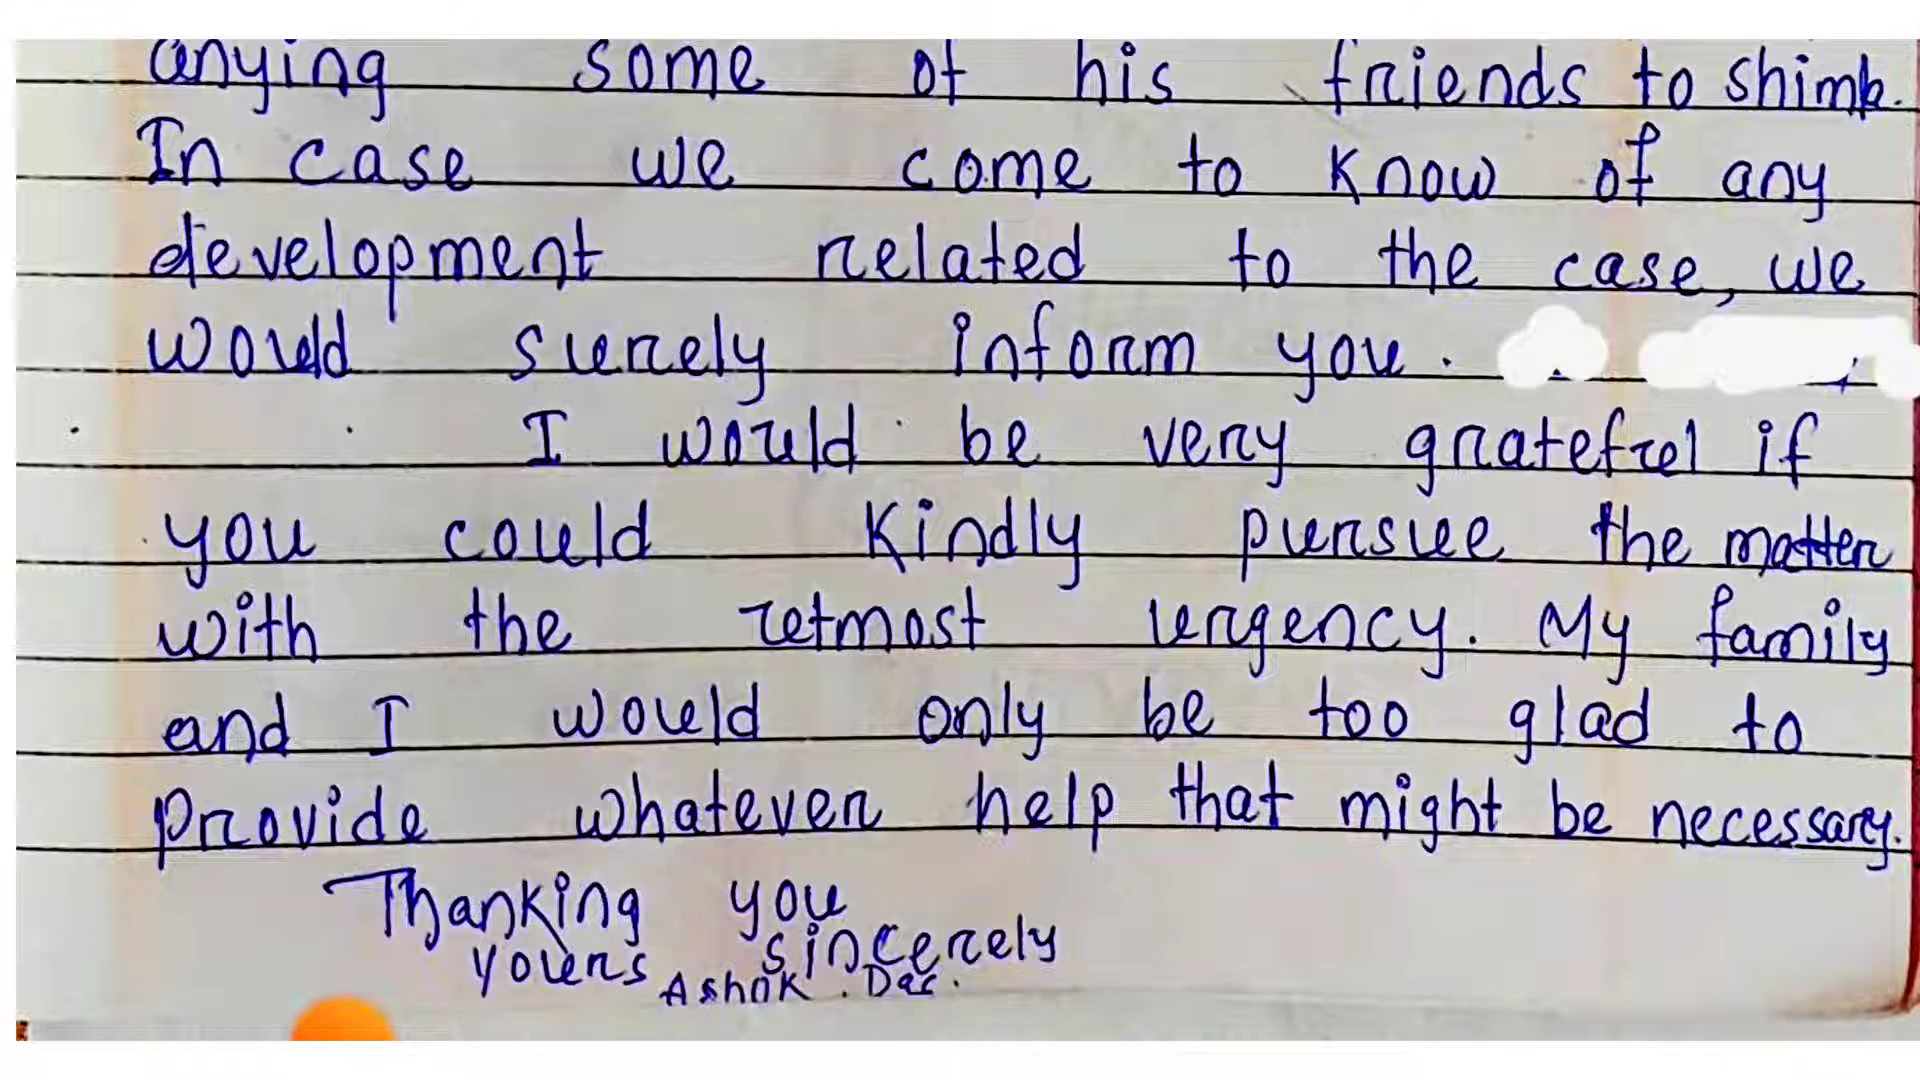 anying some of his friends to shimla.
In case we come to know of any
development related to the case, we
would surely inform you.
I would be very grateful if
you could kindly pursue the matter
with the utmost urgency. My family
and I would only be too glad to
provide whatever help that might be necessary.
Thanking you
yours sincerely
Ashok. Das.